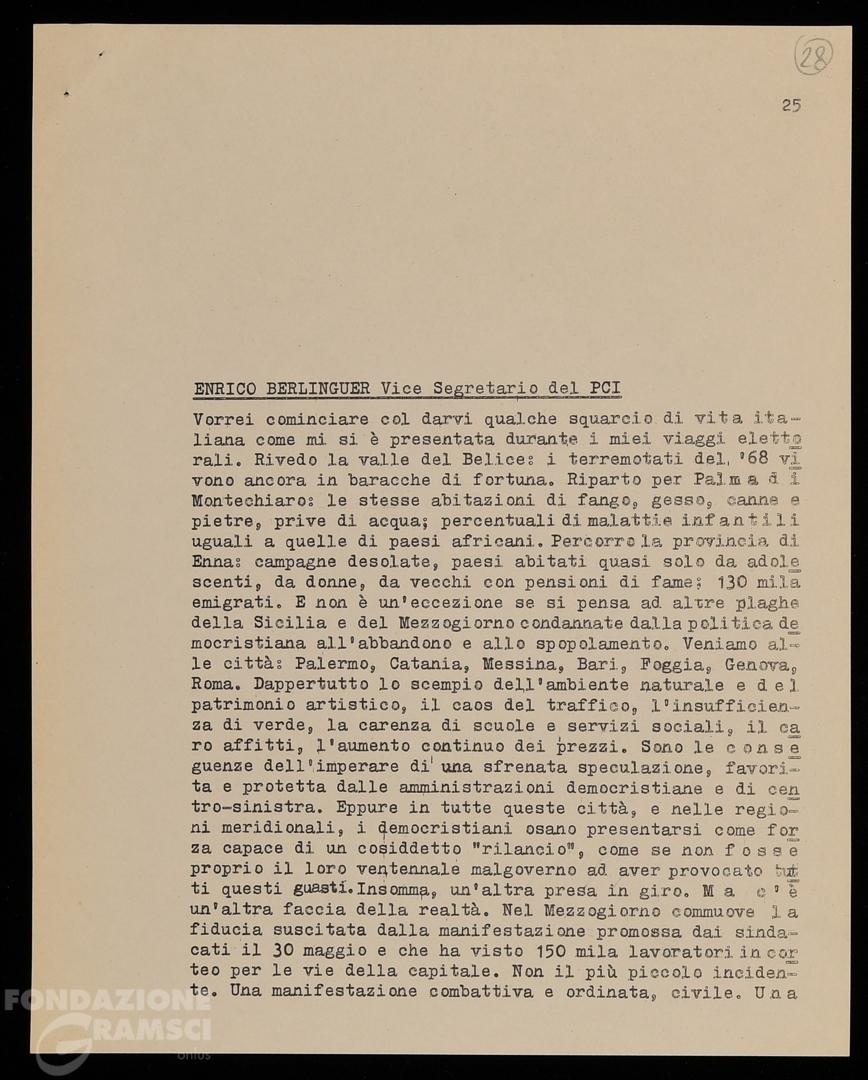 28
25
ENRICO BERLINGUER Vice Segretario del PCI
Vorrei cominciare col darvi qualche squarcio di vita ita-
liana come mi si è presentata durante i miei viaggi eletto
rali. Rivedo la valle del Belice: i terremotati del, '68 vi
vono ancora in baracche di fortuna. Riparto per Palma di
Montechiaro: le stesse abitazioni di fango, gesso, canne e
pietre, prive di acqua; percentuali di malattie infantili
uguali a quelle di paesi africani. Percorro la provincia di
Enna: campagne desolate, paesi abitati quasi solo da adole
scenti, da donne, da vecchi con pensioni di fame; 130 mila
emigrati. E non è un'eccezione se si pensa ad altre plaghe
della Sicilia e del Mezzogiorno condannate dalla politica de
mocristiana all'abbandono e allo spopolamento. Veniamo al-
le città: Palermo, Catania, Messina, Bari, Foggia, Genova,
Roma. Dappertutto lo scempio dell'ambiente naturale e del
patrimonio artistico, il caos del traffico, l'insufficien-
za di verde, la carenza di scuole e servizi sociali, il ca
ro affitti, l'aumento continuo dei prezzi. Sono le conse
guenze dell'imperare di una sfrenata speculazione, favori-
ta e protetta dalle amministrazioni democristiane e di cen
tro-sinistra. Eppure in tutte queste città, e nelle regio-
ni meridionali, i democristiani osano presentarsi come for
za capace di un cosiddetto "rilancio", come se non fosse
proprio il loro ventennale malgoverno ad aver provocato tut
ti questi guasti. Insomma, un'altra presa in giro. Ma c'è
un'altra faccia della realtà. Nel Mezzogiorno commuove la
fiducia suscitata dalla manifestazione promossa dai sinda-
cati il 30 maggio e che ha visto 150 mila lavoratori in cor
teo per le vie della capitale. Non il più piccolo inciden-
te. Una manifestazione combattiva e ordinata, civile. Una
FONDAZIONE
GRAMSCI
onlus